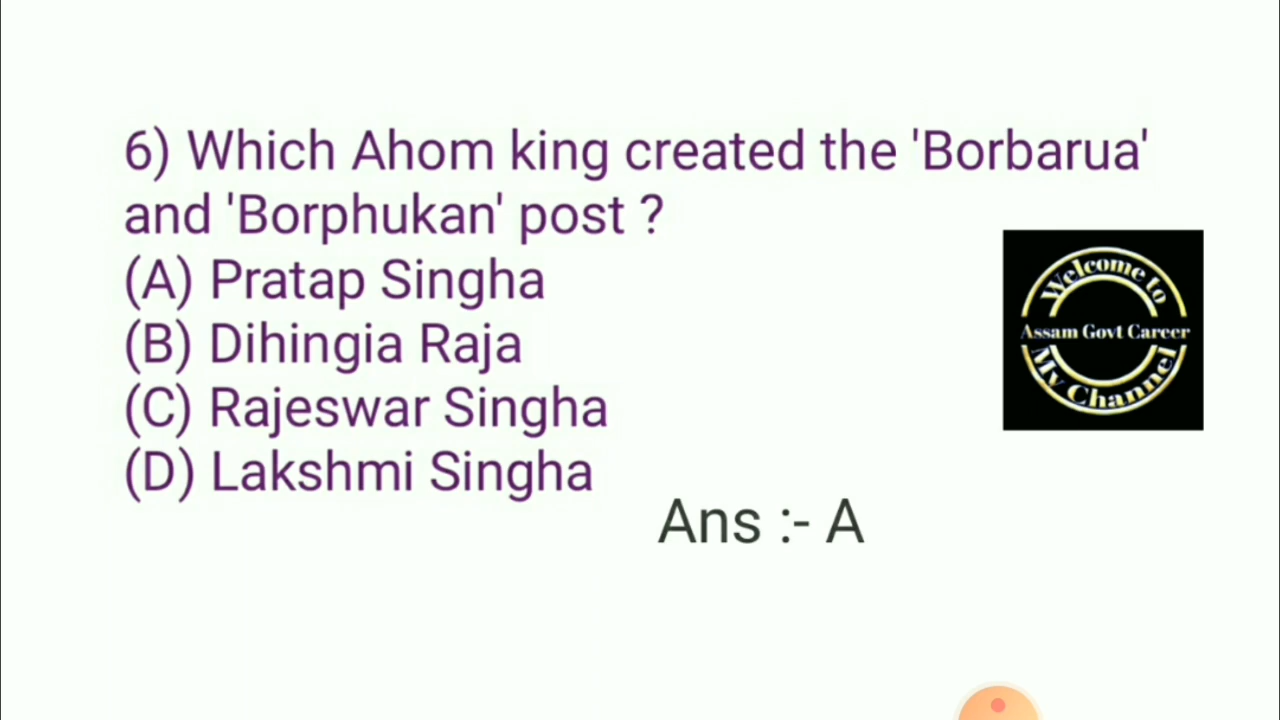 6) Which Ahom king created the 'Borbarua'
and 'Borphukan' post ?
(A) Pratap Singha
(B) Dihingia Raja
(C) Rajeswar Singha
(D) Lakshmi Singha
Ans :- A
Welcome to
Assam Govt Career
My Channel